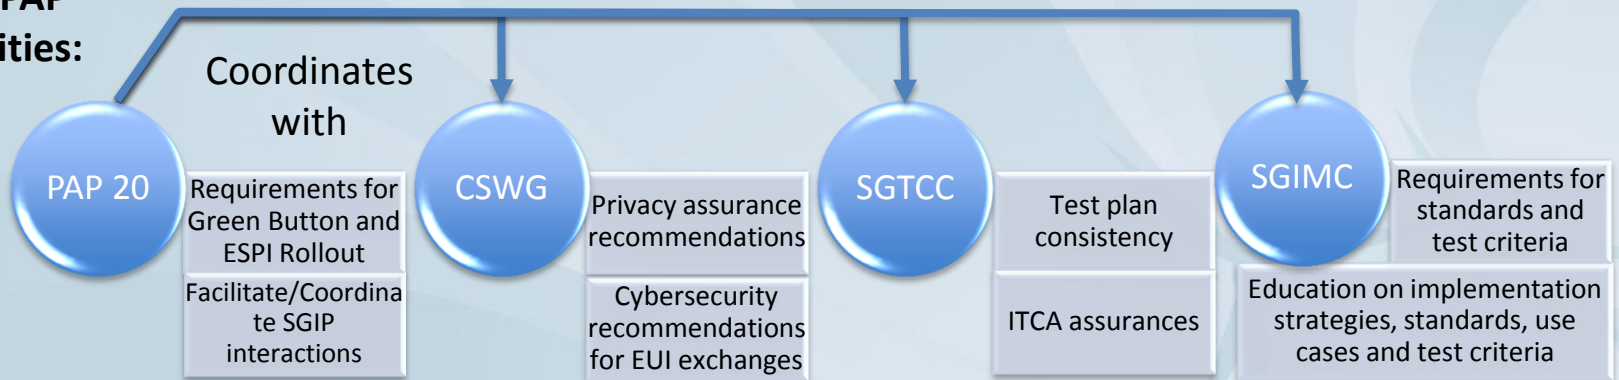 PAP
ities:
Coordinates
with
PAP 20
Requirements for
Green Button and
ESPI Rollout
Facilitate/Coordina
te SGIP
interactions
CSWG
Privacy assurance
recommendations
Cybersecurity
recommendations
for EUI exchanges
SGTCC
Test plan
consistency
ITCA assurances
SGIMC
Requirements for
standards and
test criteria
Education on implementation
strategies, standards, use
cases and test criteria